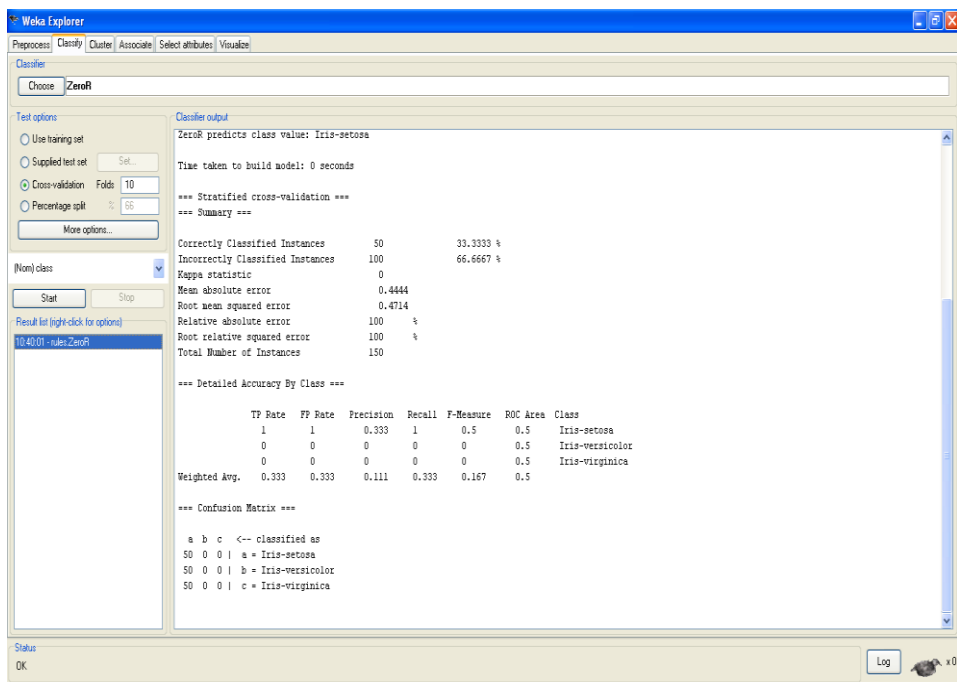 Weka Explorer
Preprocess Classify Cluster Associate Select attributes Visualize
Classifier
Choose ZeroR
Test options
Use training set
Supplied test set Set...
Cross-validation Folds 10
Percentage split % 66
More options...
(Nom) class
Start Stop
Result list (right-click for options)
10:40:01 - rules.ZeroR
Classifier output
ZeroR predicts class value: Iris-setosa
Time taken to build model: 0 seconds
=== Stratified cross-validation ===
=== Summary ===
Correctly Classified Instances 50 33.3333 %
Incorrectly Classified Instances 100 66.6667 %
Kappa statistic 0
Mean absolute error 0.4444
Root mean squared error 0.4714
Relative absolute error 100 %
Root relative squared error 100 %
Total Number of Instances 150
=== Detailed Accuracy By Class ===
TP Rate FP Rate Precision Recall F-Measure ROC Area Class
1 1 0.333 1 0.5 0.5 Iris-setosa
0 0 0 0 0 0.5 Iris-versicolor
0 0 0 0 0 0.5 Iris-virginica
Weighted Avg. 0.333 0.333 0.111 0.333 0.167 0.5
=== Confusion Matrix ===
a b c <-- classified as
50 0 0 | a = Iris-setosa
50 0 0 | b = Iris-versicolor
50 0 0 | c = Iris-virginica
Status
OK
Log x 0